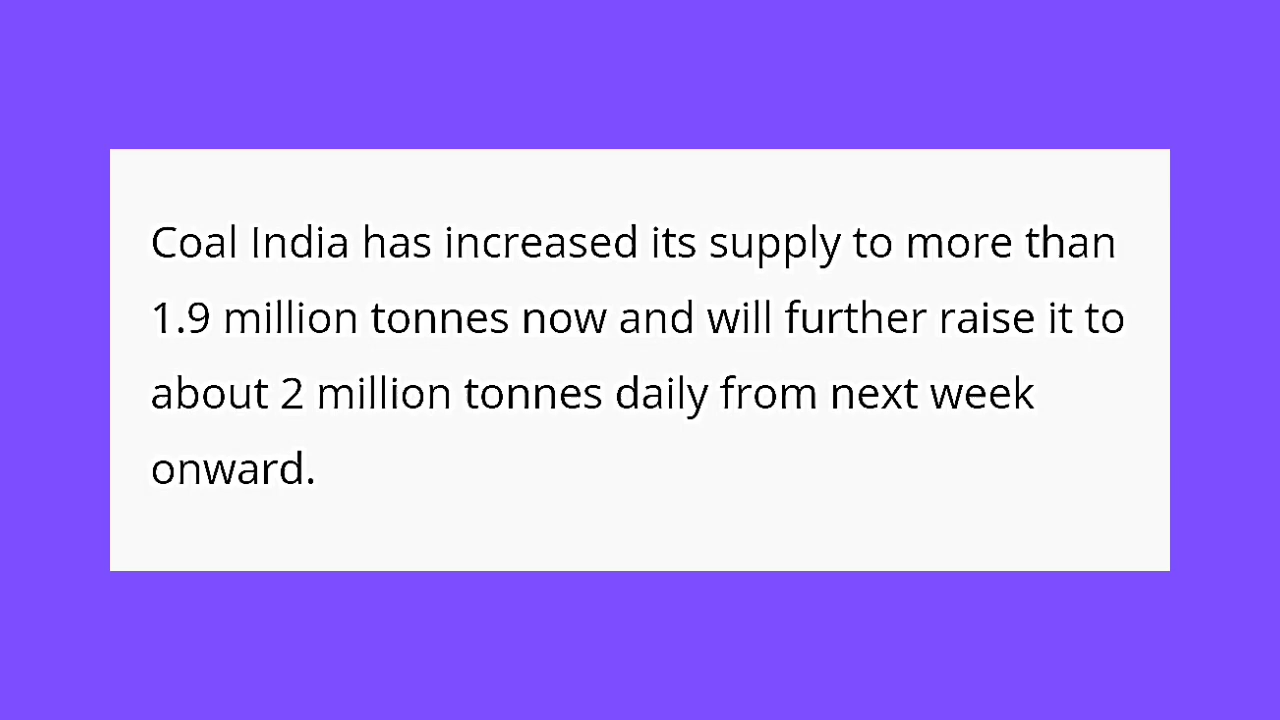 Coal India has increased its supply to more than
1.9 million tonnes now and will further raise it to
about 2 million tonnes daily from next week
onward.